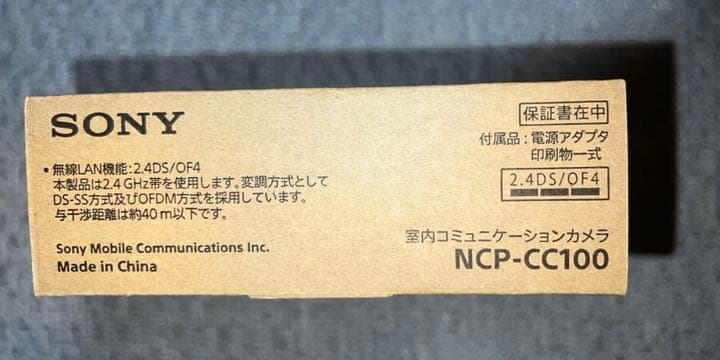 SONY
・無線LAN機能:2.4DS/OF4
本製品は2.4 GHz帯を使用します。変調方式として
DS-SS方式及びOFDM方式を採用しています。
与干渉距離は約40 m以下です。
Sony Mobile Communications Inc.
Made in China
保証書在中
付属品：電源アダプタ
印刷物一式
2.4DS/OF4
室内コミュニケーションカメラ
NCP-CC100